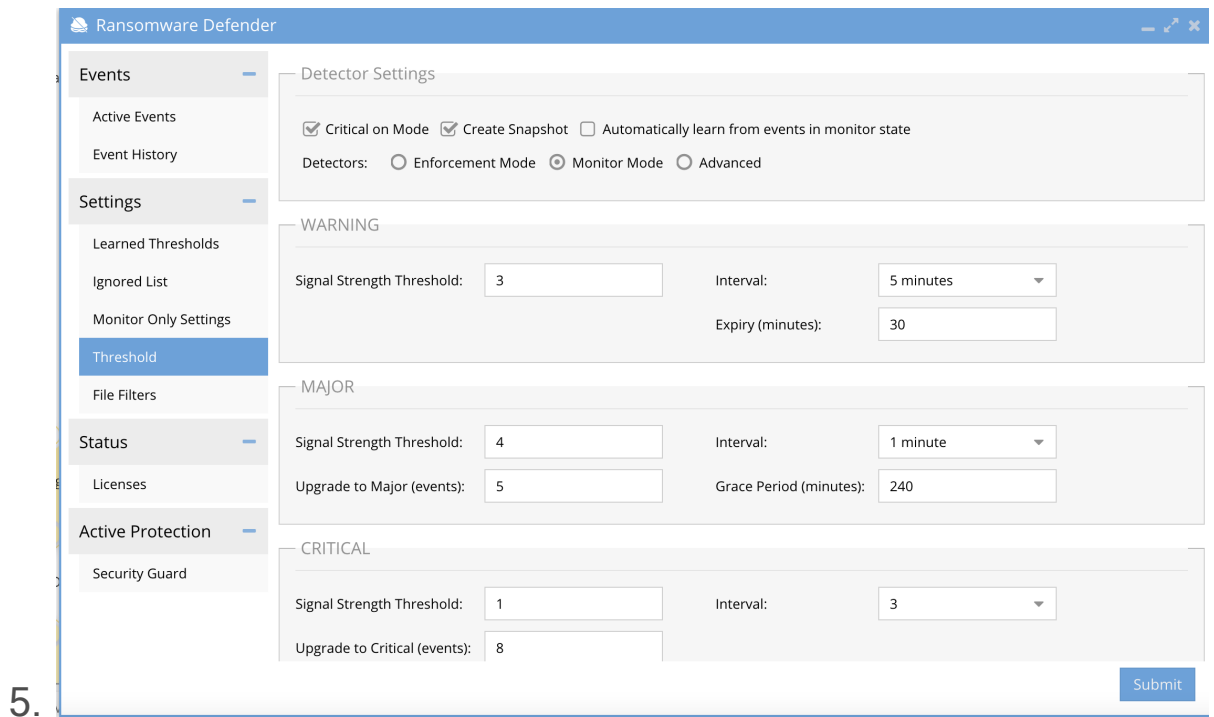 Ransomware Defender
Events
Active Events
Event History
Settings
Learned Thresholds
Ignored List
Monitor Only Settings
Threshold
File Filters
Status
Licenses
Active Protection
Security Guard
Detector Settings
Critical on Mode Create Snapshot Automatically learn from events in monitor state
Detectors: Enforcement Mode Monitor Mode Advanced
WARNING
Signal Strength Threshold: 3 Interval: 5 minutes
Expiry (minutes): 30
MAJOR
Signal Strength Threshold: 4 Interval: 1 minute
Upgrade to Major (events): 5 Grace Period (minutes): 240
CRITICAL
Signal Strength Threshold: 1 Interval: 3
Upgrade to Critical (events): 8
Submit
5.